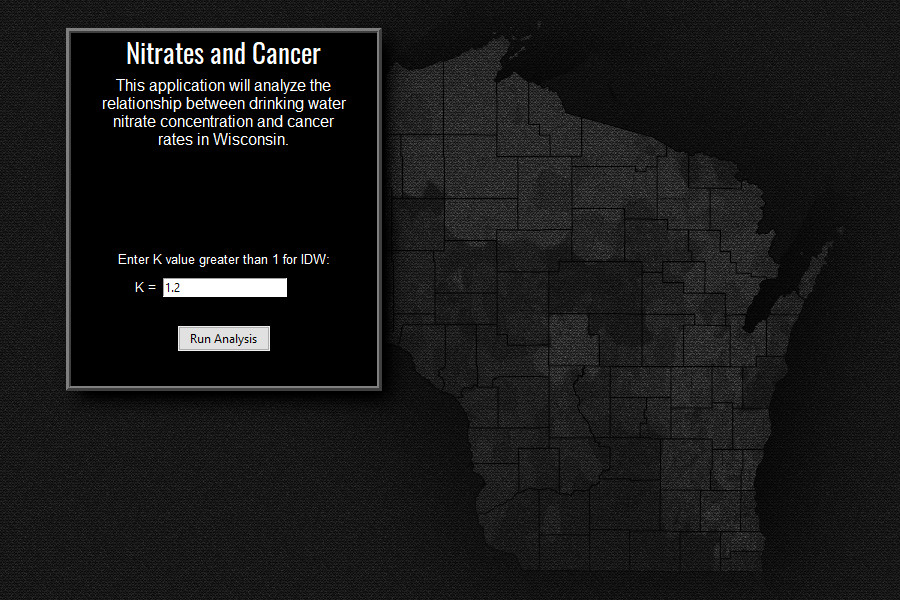 Nitrates and Cancer
This application will analyze the
relationship between drinking water
nitrate concentration and cancer
rates in Wisconsin.
Enter K value greater than 1 for IDW:
K = 1.2
Run Analysis